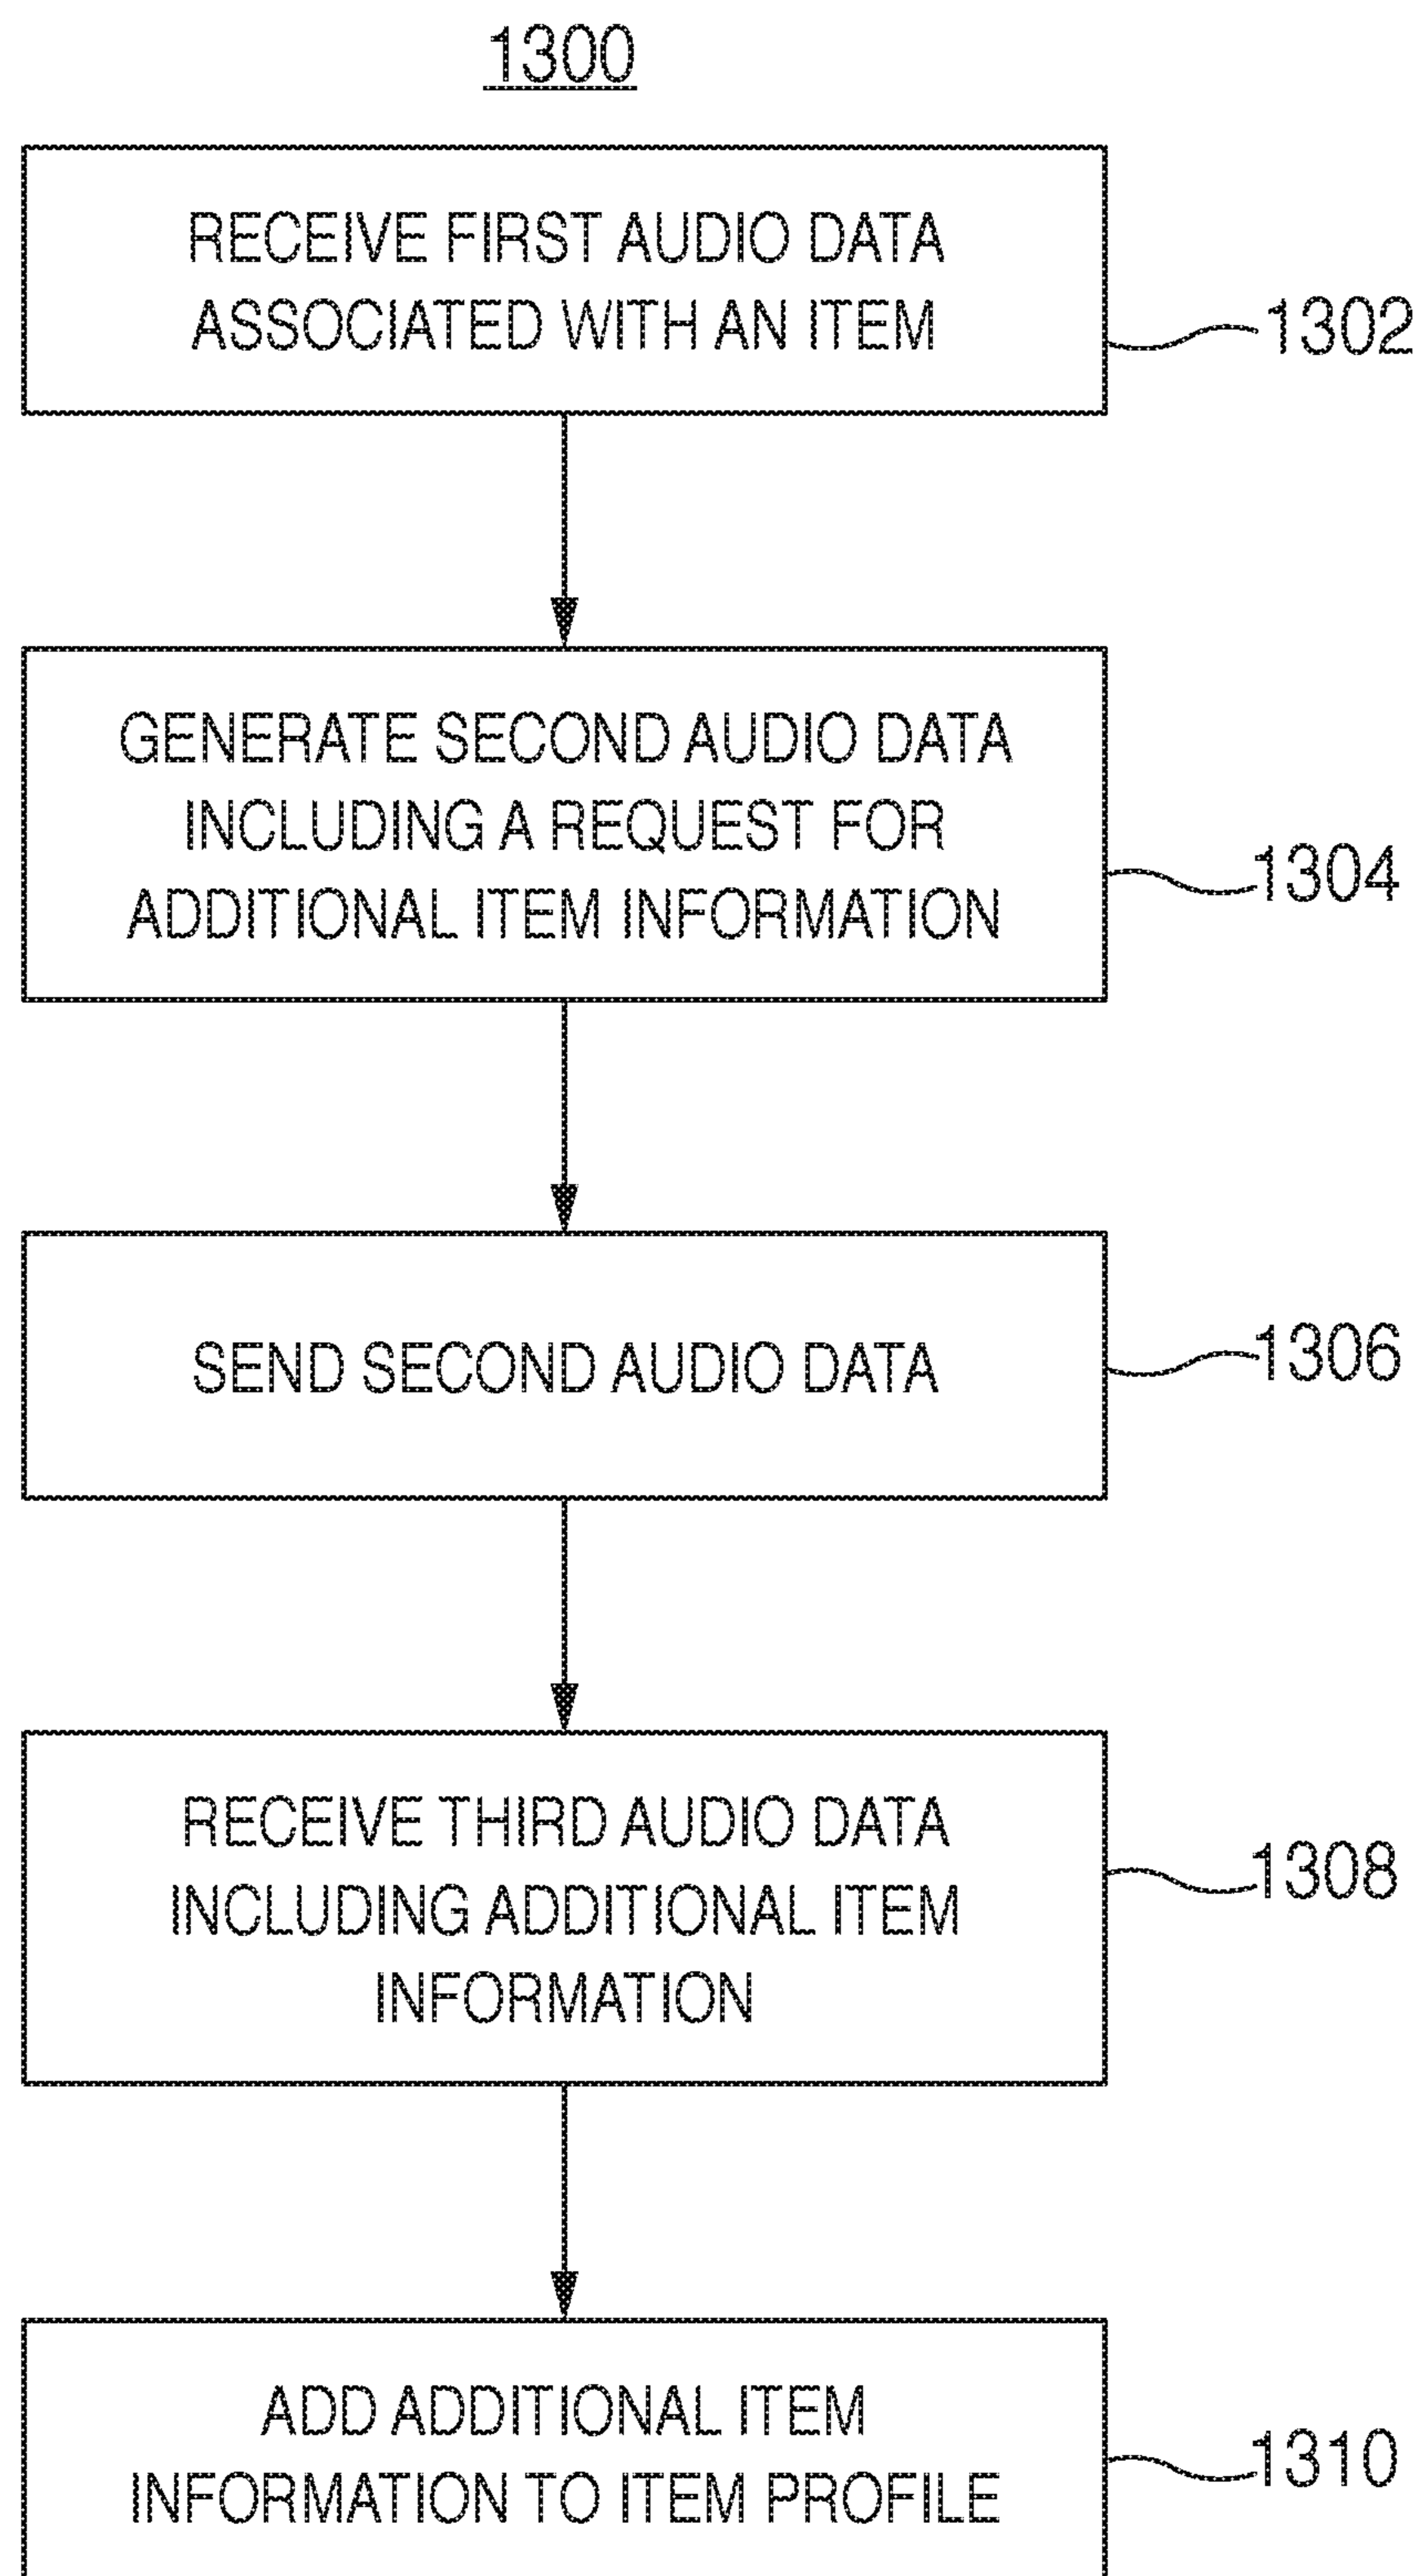 1300
RECEIVE FIRST AUDIO DATA
ASSOCIATED WITH AN ITEM
1302
GENERATE SECOND AUDIO DATA
INCLUDING A REQUEST FOR
ADDITIONAL ITEM INFORMATION
1304
SEND SECOND AUDIO DATA
1306
RECEIVE THIRD AUDIO DATA
INCLUDING ADDITIONAL ITEM
INFORMATION
1308
ADD ADDITIONAL ITEM
INFORMATION TO ITEM PROFILE
1310